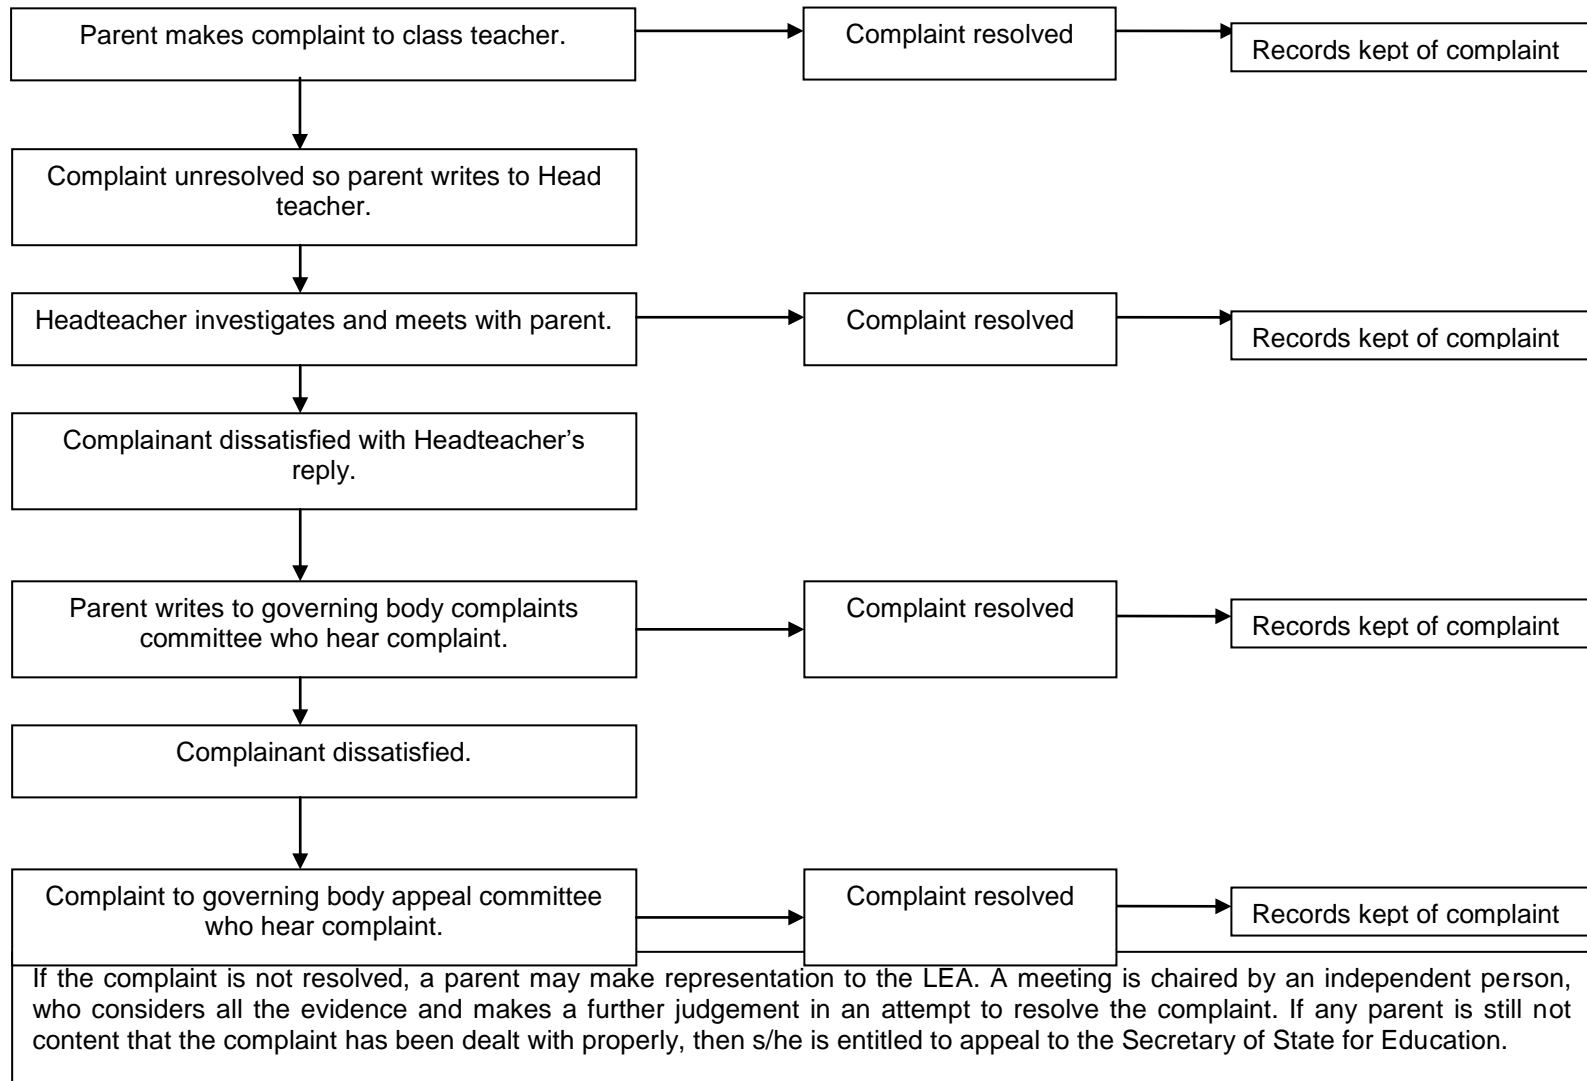 Parent makes complaint to class teacher.
Complaint resolved
Records kept of complaint
Complaint unresolved so parent writes to Head
teacher.
Headteacher investigates and meets with parent.
Complaint resolved
Records kept of complaint
Complainant dissatisfied with Headteacher’s
reply.
Parent writes to governing body complaints
committee who hear complaint.
Complaint resolved
Records kept of complaint
Complainant dissatisfied.
Complaint to governing body appeal committee
who hear complaint.
Complaint resolved
Records kept of complaint
If the complaint is not resolved, a parent may make representation to the LEA. A meeting is chaired by an independent person,
who considers all the evidence and makes a further judgement in an attempt to resolve the complaint. If any parent is still not
content that the complaint has been dealt with properly, then s/he is entitled to appeal to the Secretary of State for Education.